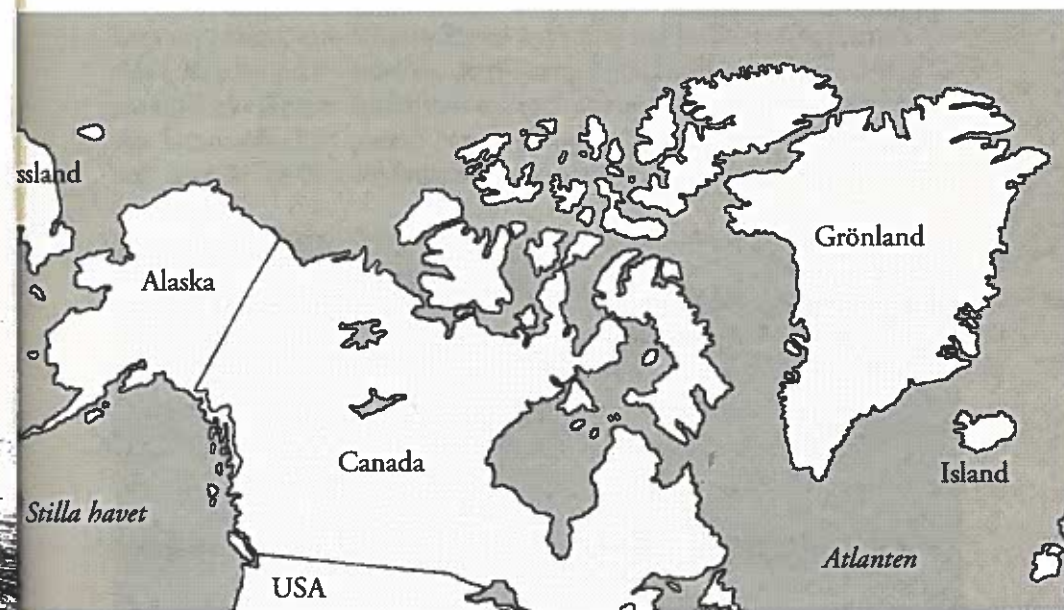 ssland
Grönland
Alaska
Canada
Island
Stilla havet
Atlanten
USA